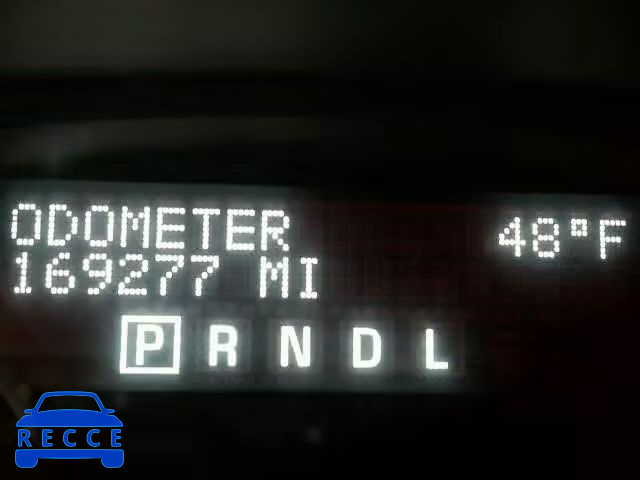 ODOMETER 48°F
169277 MI
P R N D L
RECCE